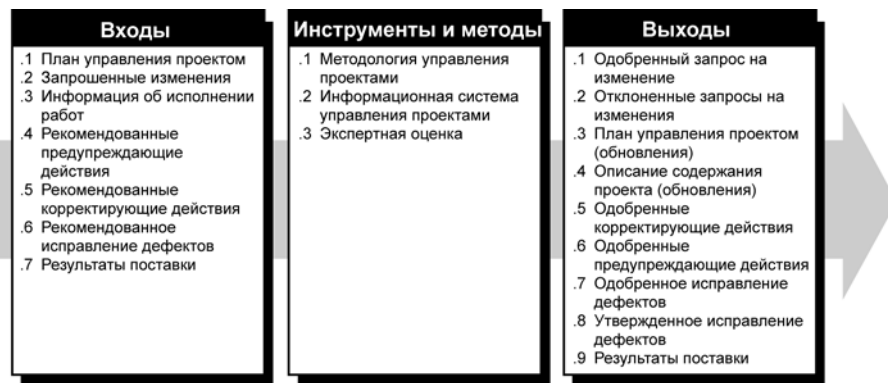 Входы
.1 План управления проектом
.2 Запрошенные изменения
.3 Информация об исполнении
работ
.4 Рекомендованные
предупреждающие
действия
.5 Рекомендованные
корректирующие действия
.6 Рекомендованное
исправление дефектов
.7 Результаты поставки
Инструменты и методы
.1 Методология управления
проектами
.2 Информационная система
управления проектами
.3 Экспертная оценка
Выходы
.1 Одобренный запрос на
изменение
.2 Отклоненные запросы на
изменения
.3 План управления проектом
(обновления)
.4 Описание содержания
проекта (обновления)
.5 Одобренные
корректирующие действия
.6 Одобренные
предупреждающие действия
.7 Одобренное исправление
дефектов
.8 Утвержденное исправление
дефектов
.9 Результаты поставки